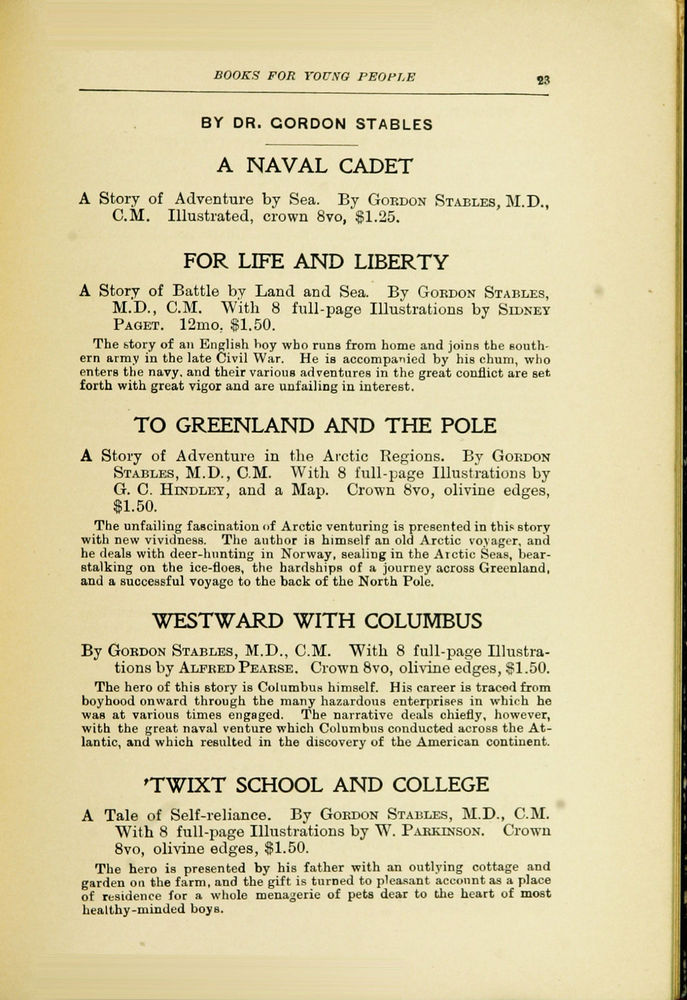 BOOKS FOR YOUNG PEOPLE 23
BY DR. GORDON STABLES
A NAVAL CADET
A Story of Adventure by Sea. By GORDON STABLES, M.D.,
C.M. Illustrated, crown 8vo, $1.25.
FOR LIFE AND LIBERTY
A Story of Battle by Land and Sea. By GORDON STABLES,
M.D., C.M. With 8 full-page Illustrations by SIDNEY
PAGET. 12mo, $1.50.
The story of an English boy who runs from home and joins the south-
ern army in the late Civil War. He is accompanied by his chum, who
enters the navy, and their various adventures in the great conflict are set
forth with great vigor and are unfailing in interest.
TO GREENLAND AND THE POLE
A Story of Adventure in the Arctic Regions. By GORDON
STABLES, M.D., C.M. With 8 full-page Illustrations by
G. C. HINDLEY, and a Map. Crown 8vo, olivine edges,
$1.50.
The unfailing fascination of Arctic venturing is presented in this story
with new vividness. The author is himself an old Arctic voyager, and
he deals with deer-hunting in Norway, sealing in the Arctic Seas, bear-
stalking on the ice-floes, the hardships of a journey across Greenland,
and a successful voyage to the back of the North Pole.
WESTWARD WITH COLUMBUS
By GORDON STABLES, M.D., C.M. With 8 full-page Illustra-
tions by ALFRED PEARSE. Crown 8vo, olivine edges, $1.50.
The hero of this story is Columbus himself. His career is traced from
boyhood onward through the many hazardous enterprises in which he
was at various times engaged. The narrative deals chiefly, however,
with the great naval venture which Columbus conducted across the At-
lantic, and which resulted in the discovery of the American continent.
'TWIXT SCHOOL AND COLLEGE
A Tale of Self-reliance. By GORDON STABLES, M.D., C.M.
With 8 full-page Illustrations by W. PARKINSON. Crown
8vo, olivine edges, $1.50.
The hero is presented by his father with an outlying cottage and
garden on the farm, and the gift is turned to pleasant account as a place
of residence for a whole menagerie of pets dear to the heart of most
healthy-minded boys.